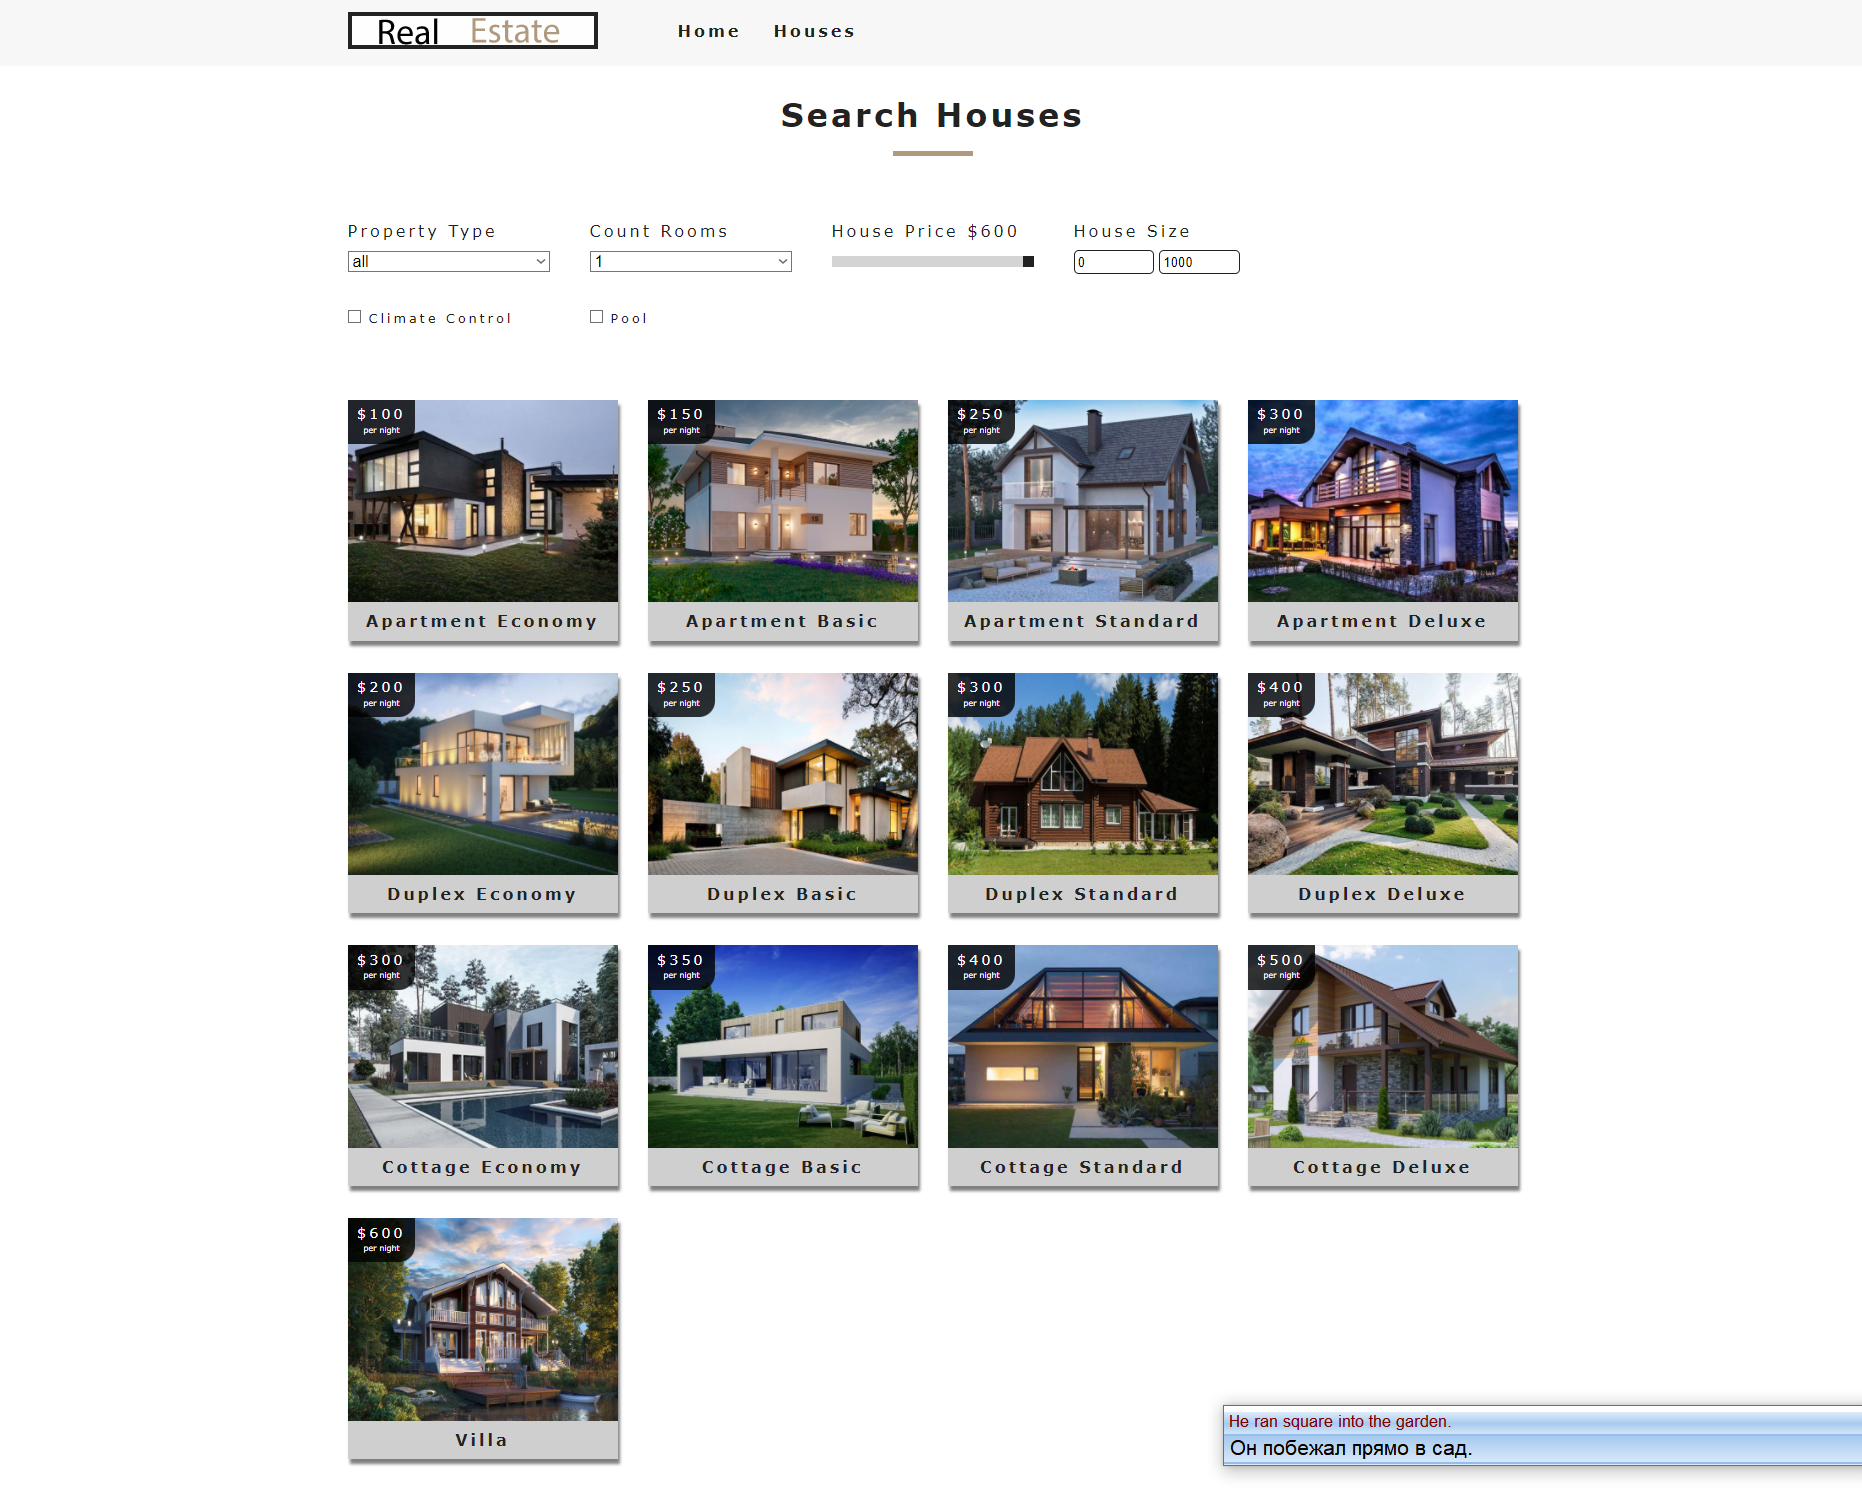 Real Estate
Home Houses
Search Houses
Property Type Count Rooms House Price $600 House Size
all 1 0 1000
Climate Control Pool
$100 $150 $250 $300
per night per night per night per night
Apartment Economy Apartment Basic Apartment Standard Apartment Deluxe
$200 $250 $300 $400
per night per night per night per night
Duplex Economy Duplex Basic Duplex Standard Duplex Deluxe
$300 $350 $400 $500
per night per night per night per night
Cottage Economy Cottage Basic Cottage Standard Cottage Deluxe
$600
per night
Villa
He ran square into the garden.
Он побежал прямо в сад.